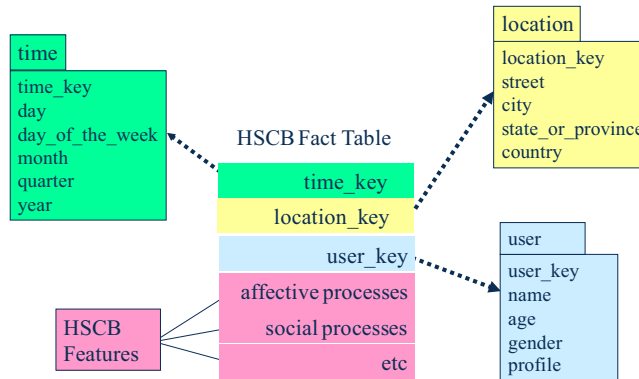 time
time_key
day
day_of_the_week
month
quarter
year
location
location_key
street
city
state_or_province
country
HSCB Fact Table
time_key
location_key
user_key
affective processes
social processes
etc
HSCB
Features
user
user_key
name
age
gender
profile